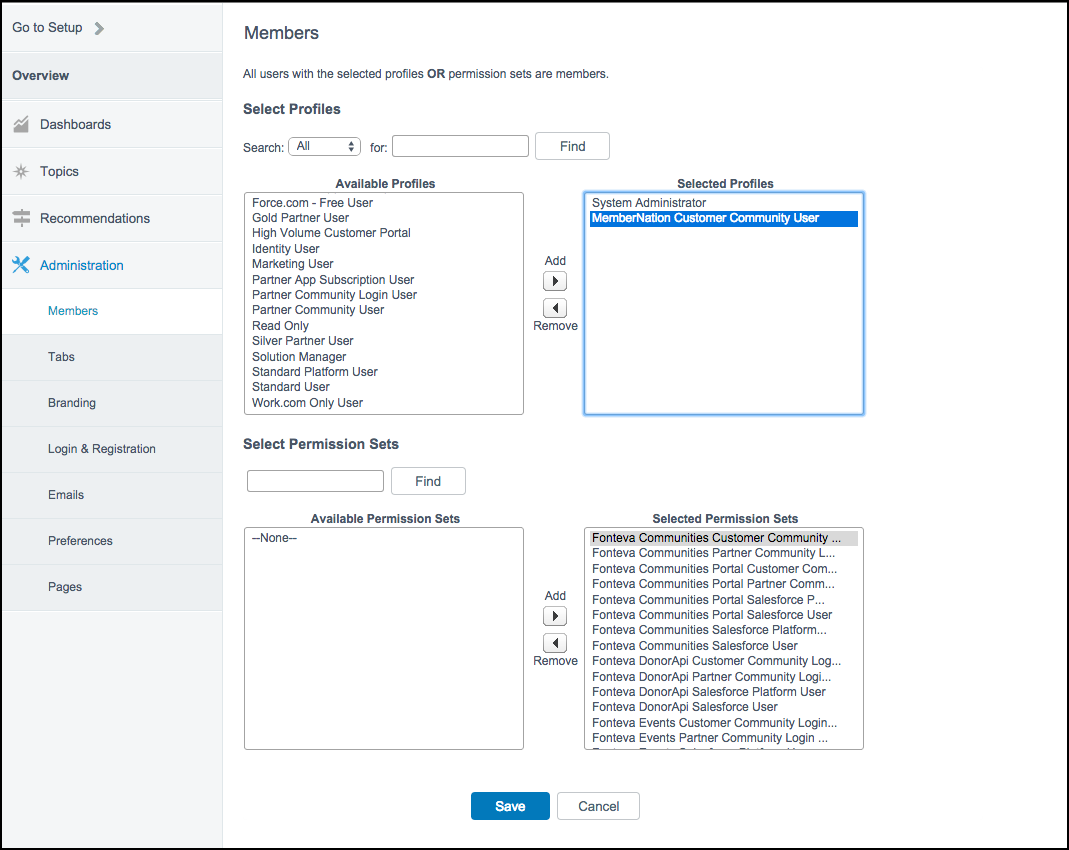 Go to Setup
Overview
Dashboards
Topics
Recommendations
Administration
Members
Tabs
Branding
Login & Registration
Emails
Preferences
Pages
Members
All users with the selected profiles OR permission sets are members.
Select Profiles
Search: All for: Find
Available Profiles
Force.com - Free User
Gold Partner User
High Volume Customer Portal
Identity User
Marketing User
Partner App Subscription User
Partner Community Login User
Partner Community User
Read Only
Silver Partner User
Solution Manager
Standard Platform User
Standard User
Work.com Only User
Add
Remove
Selected Profiles
System Administrator
MemberNation Customer Community User
Select Permission Sets
Find
Available Permission Sets
--None--
Add
Remove
Selected Permission Sets
Fonteva Communities Customer Community ...
Fonteva Communities Partner Community L...
Fonteva Communities Portal Customer Com...
Fonteva Communities Portal Partner Comm...
Fonteva Communities Portal Salesforce P...
Fonteva Communities Portal Salesforce User
Fonteva Communities Salesforce Platform...
Fonteva Communities Salesforce User
Fonteva DonorApi Customer Community Log...
Fonteva DonorApi Partner Community Logi...
Fonteva DonorApi Salesforce Platform User
Fonteva DonorApi Salesforce User
Fonteva Events Customer Community Login...
Fonteva Events Partner Community Login ...
Save Cancel